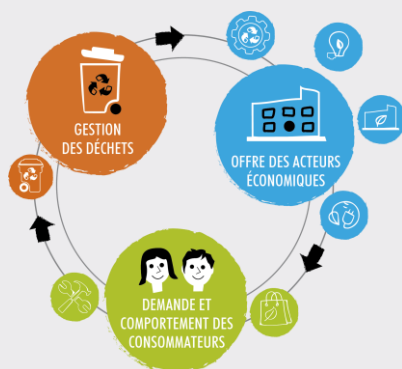 GESTION
DES DÉCHETS
OFFRE DES ACTEURS
ÉCONOMIQUES
DEMANDE ET
COMPORTEMENT DES
CONSOMMATEURS